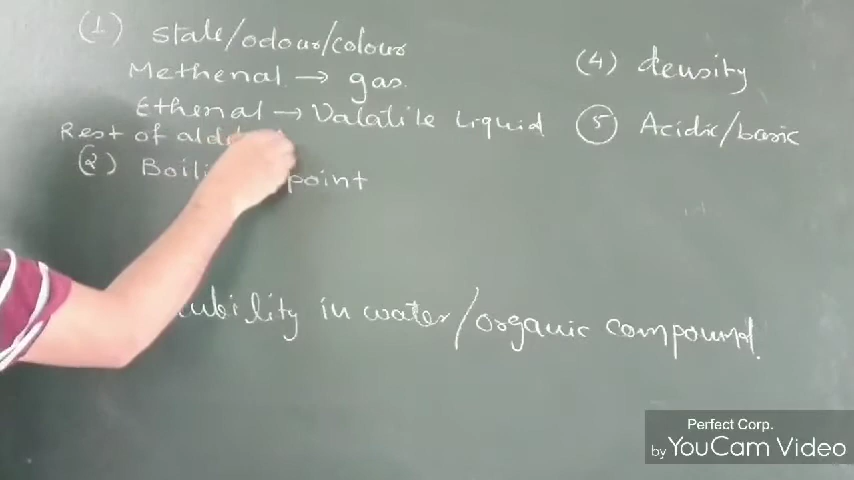 (1) state/odour/colour
Methenal → gas.
Ethenal → Valatile Liquid
Rest of
(2) point
in water/organic compound.
(4) density
(5) Acidic/basic
Perfect Corp.
by YouCam Video